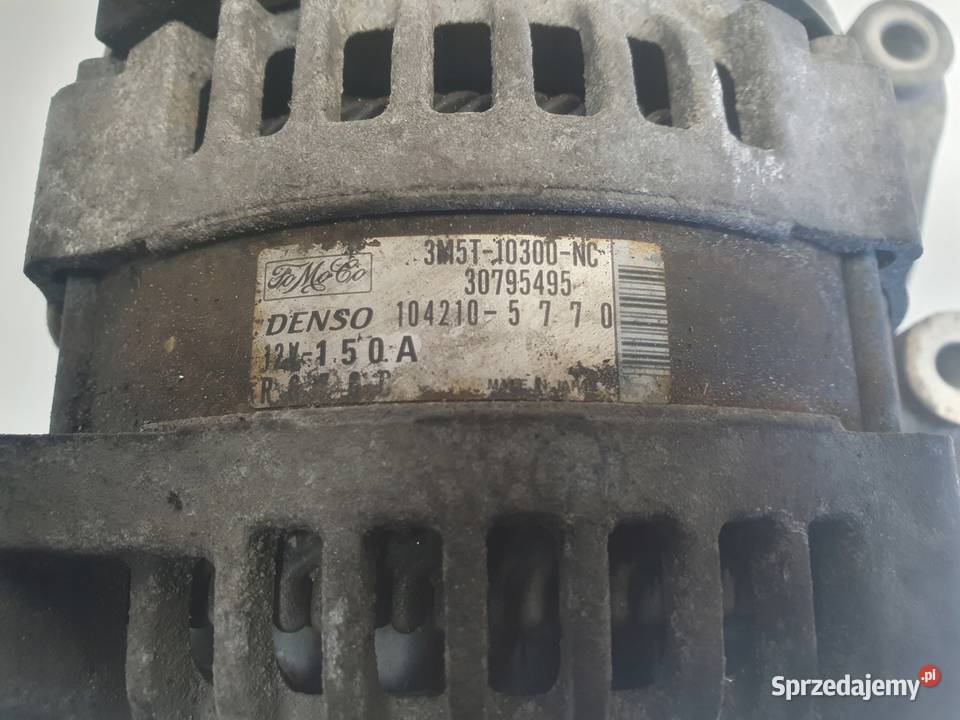 3M5T-10300-NC
FoMoCo
30795495
DENSO 104210-5770
12V-150A
MADE IN JAPAN
Sprzedajemy.pl